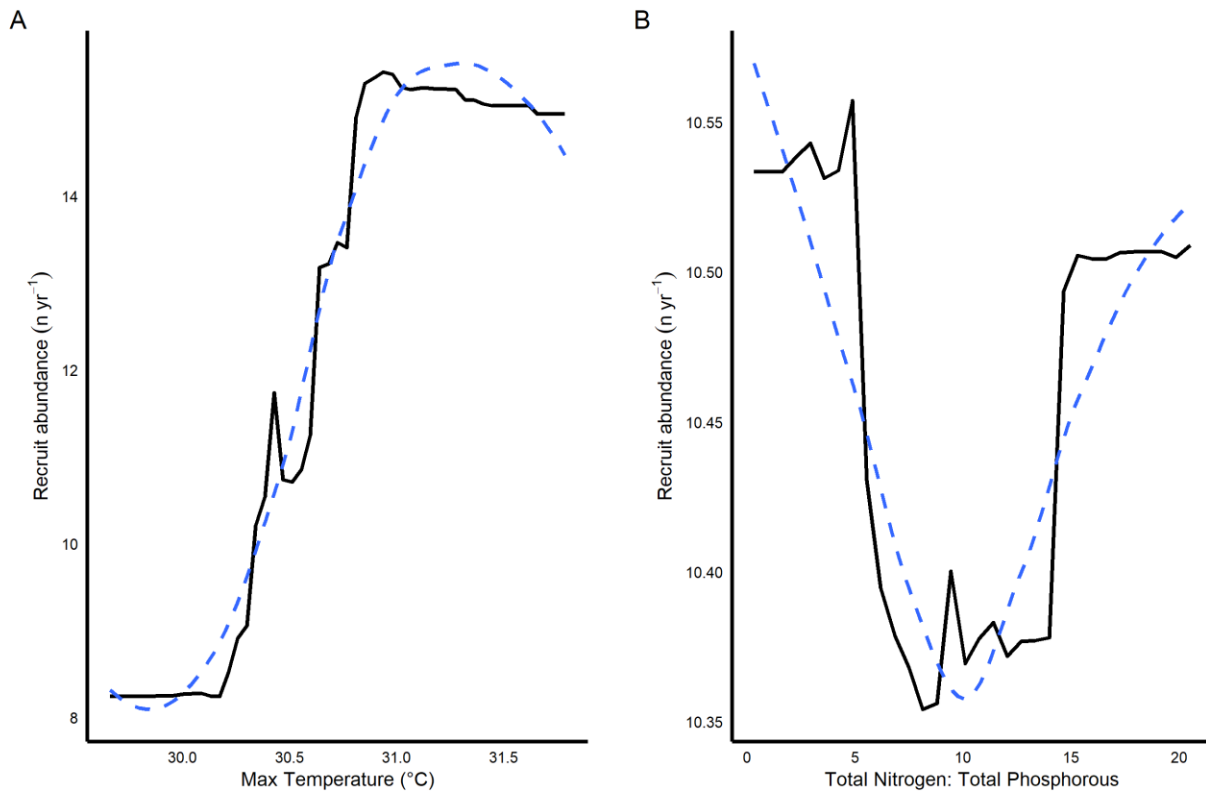 A
Recruit abundance (n yr⁻¹)
14
12
10
8
30.0 30.5 31.0 31.5
Max Temperature (°C)
B
Recruit abundance (n yr⁻¹)
10.55
10.50
10.45
10.40
10.35
0 5 10 15 20
Total Nitrogen: Total Phosphorous